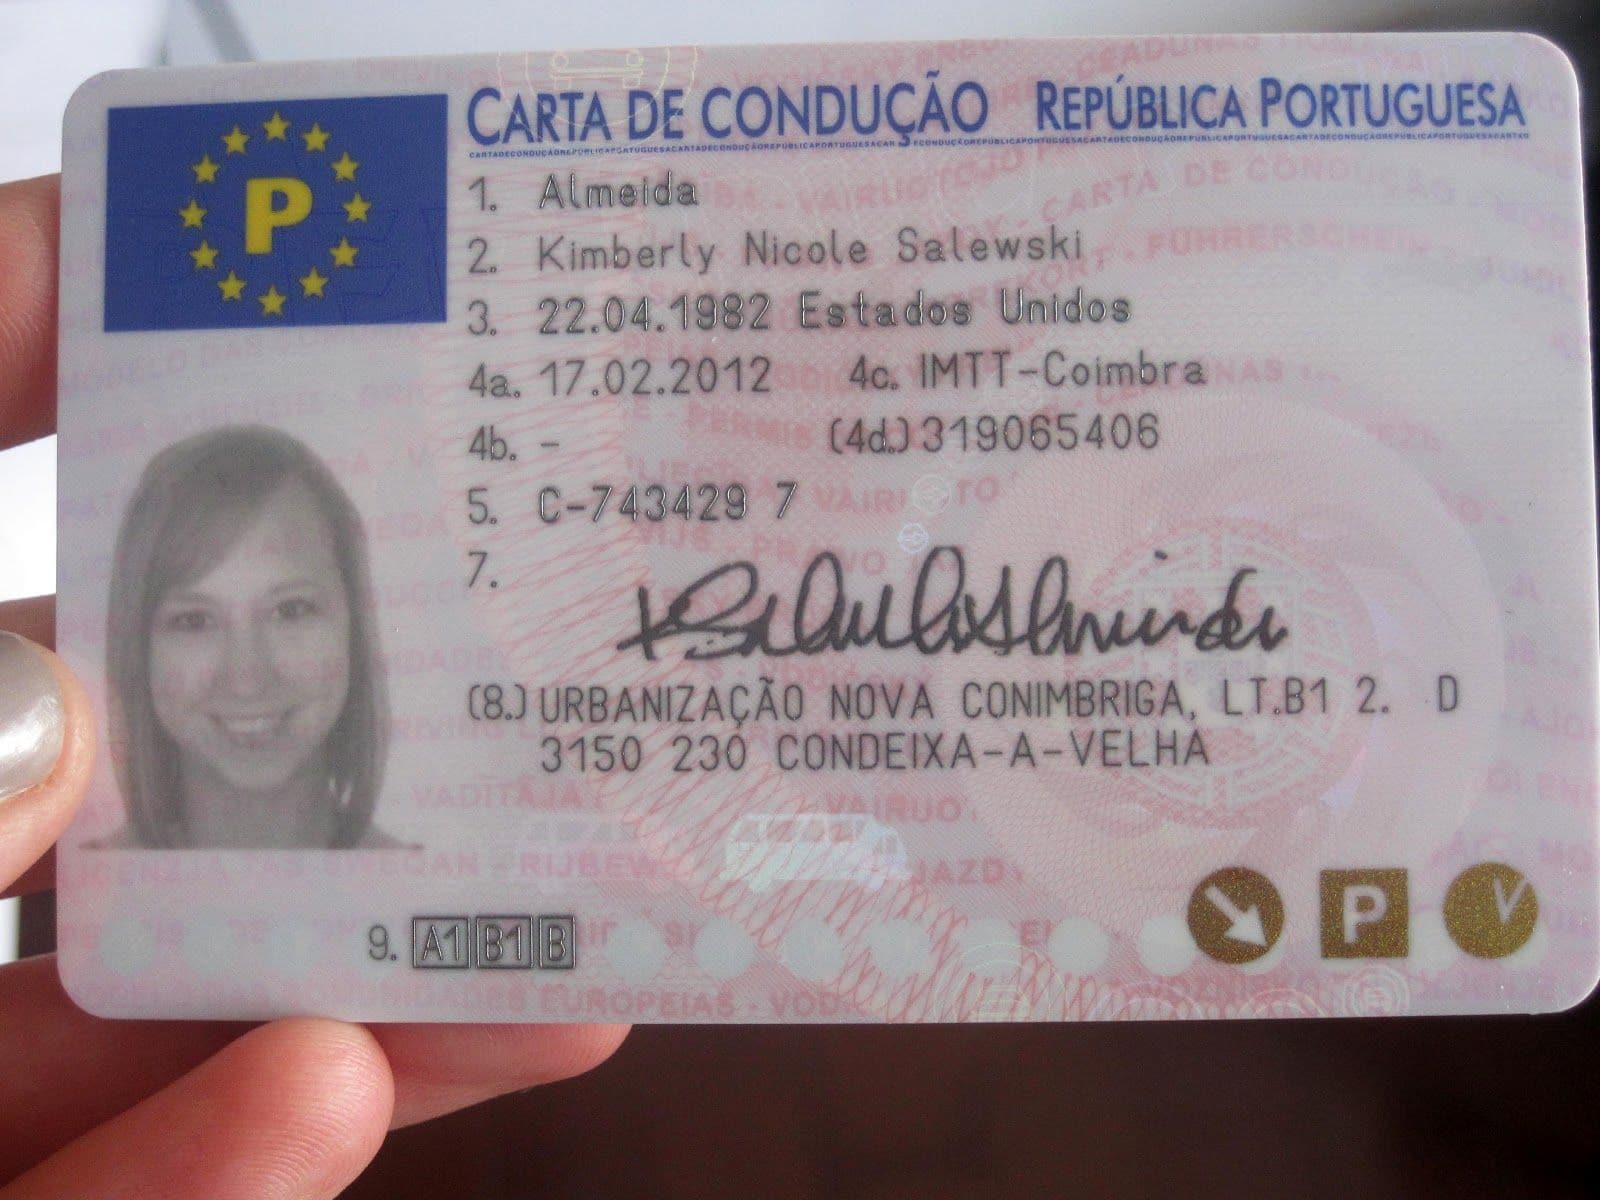 CARTA DE CONDUÇÃO REPÚBLICA PORTUGUESA
P
1. Almeida
2. Kimberly Nicole Salewski
3. 22.04.1982 Estados Unidos
4a. 17.02.2012 4c. IMTT-Coimbra
4b. - (4d.) 319065406
5. C-743429 7
7.
(8.) URBANIZAÇÃO NOVA CONIMBRIGA, LT.B1 2. D
3150 230 CONDEIXA-A-VELHA
9. A1 B1 B
P